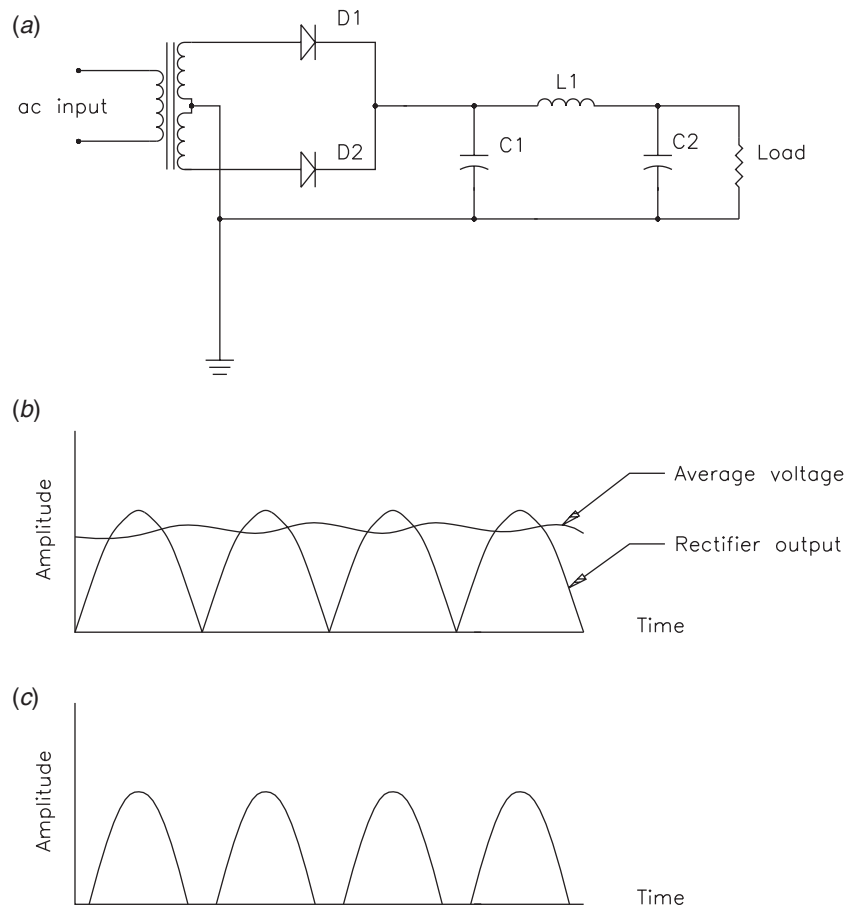 (a)
D1
ac input
L1
C1
C2
Load
D2
(b)
Amplitude
Average voltage
Rectifier output
Time
(c)
Amplitude
Time